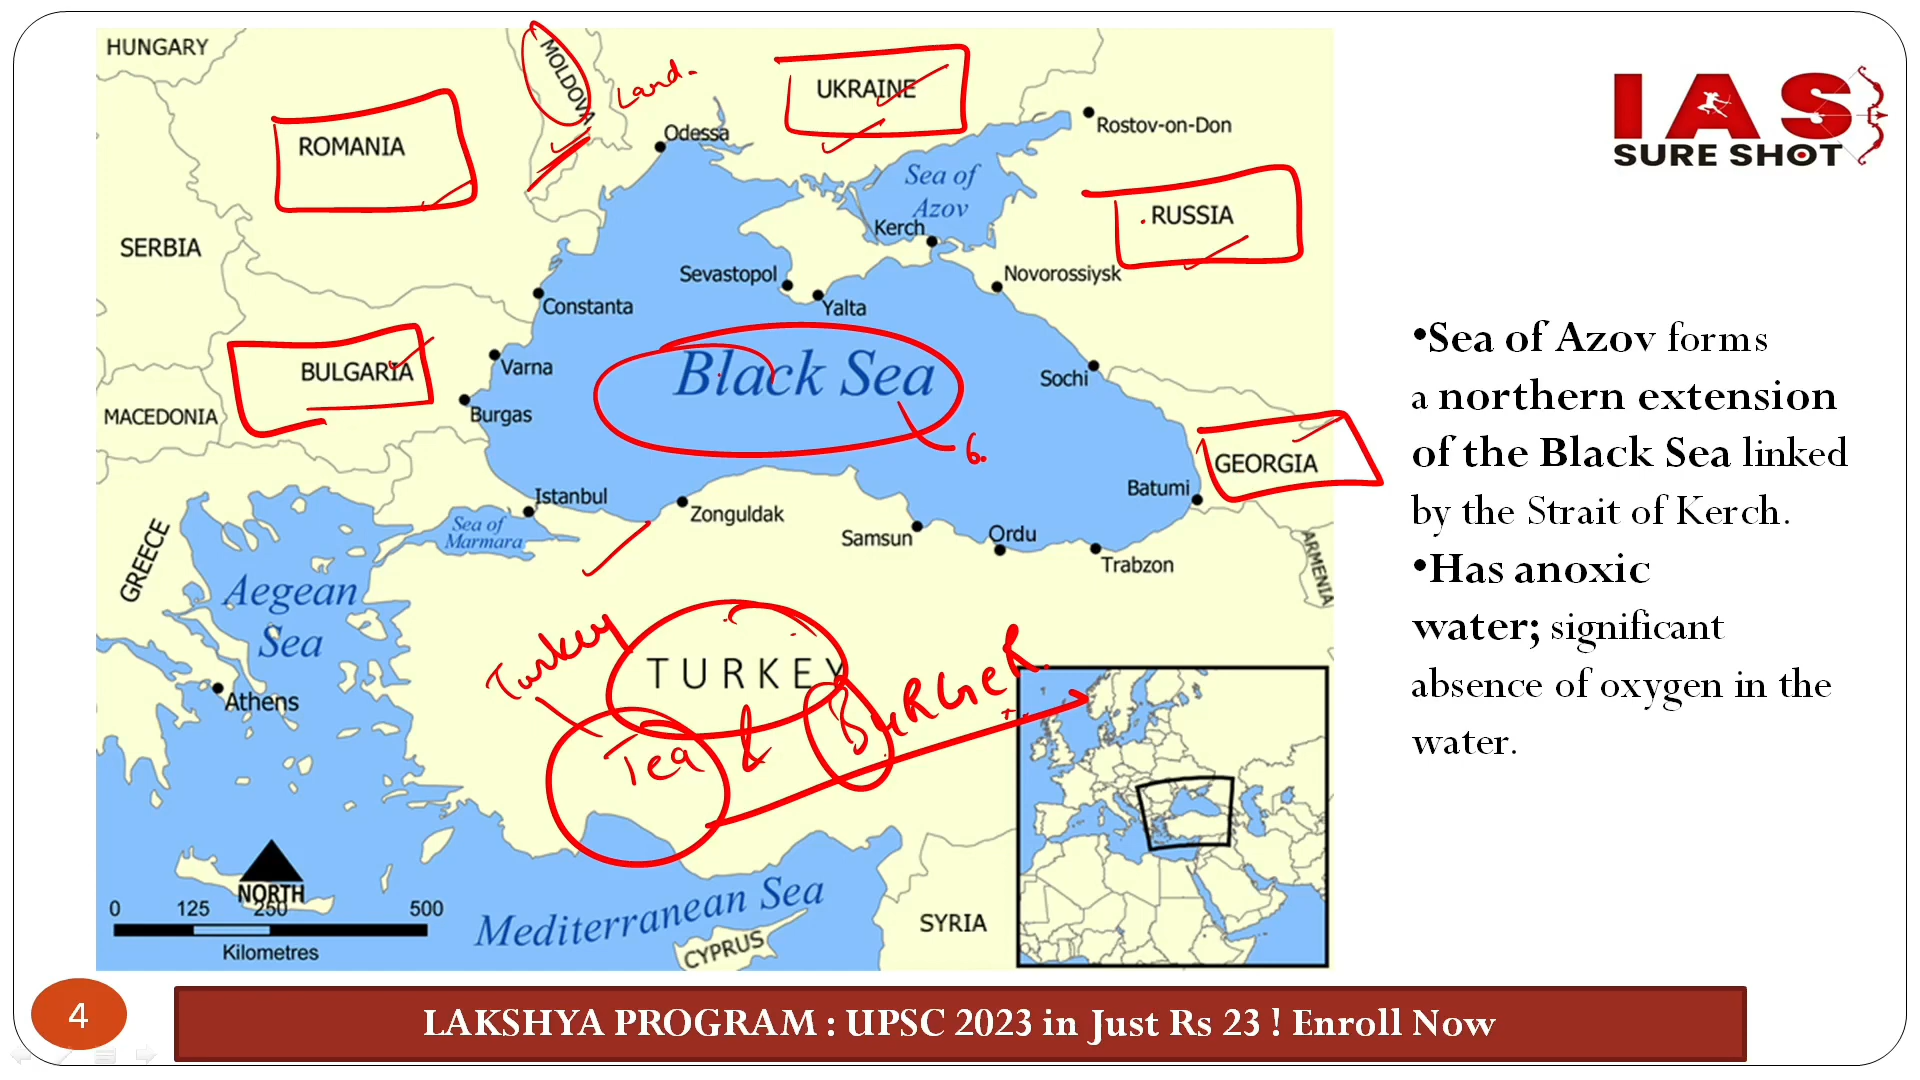 HUNGARY
MOLDOVA
Land.
UKRAINE
ROMANIA
Odessa
Rostov-on-Don
IAS
SURE SHOT
Sea of
Azov
Kerch
RUSSIA
SERBIA
Sevastopol
Novorossiysk
Constanta
Yalta
BULGARIA
Varna
Black Sea
6.
Sochi
MACEDONIA
Burgas
GEORGIA
Batumi
Istanbul
Zonguldak
Sea of
Marmara
Samsun
Ordu
Trabzon
ARMENIA
GREECE
Aegean
Sea
Turkey
TURKEY
Tea & BuRGeR.
Athens
NORTH
0 125 250 500
Kilometres
Mediterranean Sea
CYPRUS
SYRIA
•Sea of Azov forms
a northern extension
of the Black Sea linked
by the Strait of Kerch.
•Has anoxic
water; significant
absence of oxygen in the
water.
4
LAKSHYA PROGRAM : UPSC 2023 in Just Rs 23 ! Enroll Now